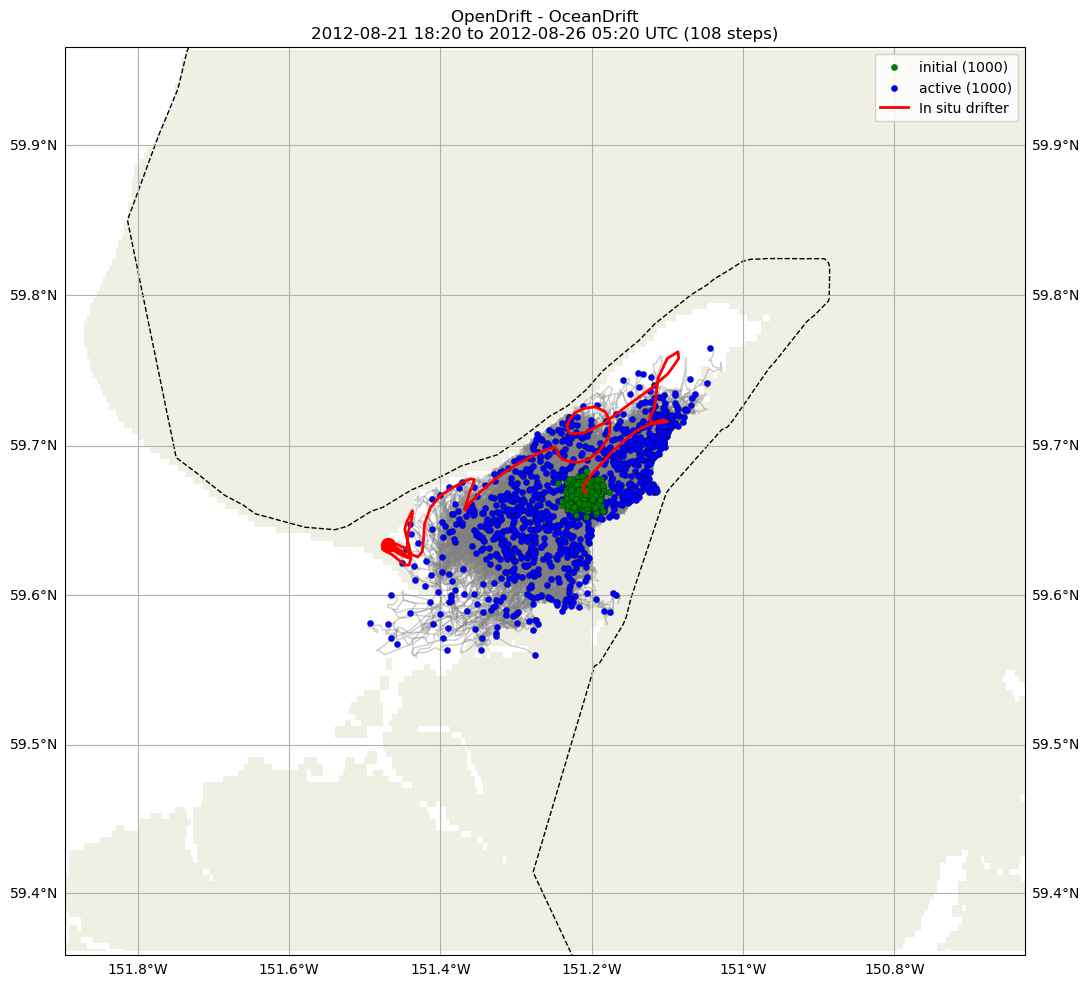 OpenDrift - OceanDrift
2012-08-21 18:20 to 2012-08-26 05:20 UTC (108 steps)
initial (1000)
active (1000)
In situ drifter
59.9°N
59.9°N
59.8°N
59.8°N
59.7°N
59.7°N
59.6°N
59.6°N
59.5°N
59.5°N
59.4°N
59.4°N
151.8°W
151.6°W
151.4°W
151.2°W
151°W
150.8°W